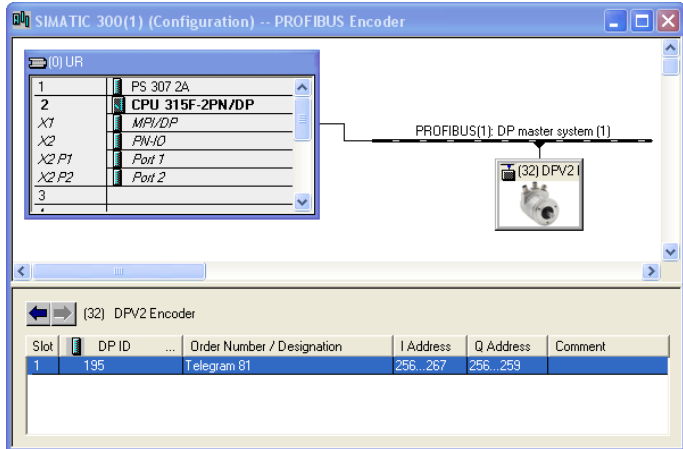 SIMATIC 300(1) (Configuration) -- PROFIBUS Encoder
(0) UR
1 PS 307 2A
2 CPU 315F-2PN/DP
X1 MPI/DP
X2 PN-IO
X2 P1 Port 1
X2 P2 Port 2
3
PROFIBUS(1): DP master system (1)
(32) DPV2
(32) DPV2 Encoder
Slot DP ID ... Order Number / Designation I Address Q Address Comment
1 195 Telegram 81 256...267 256...259